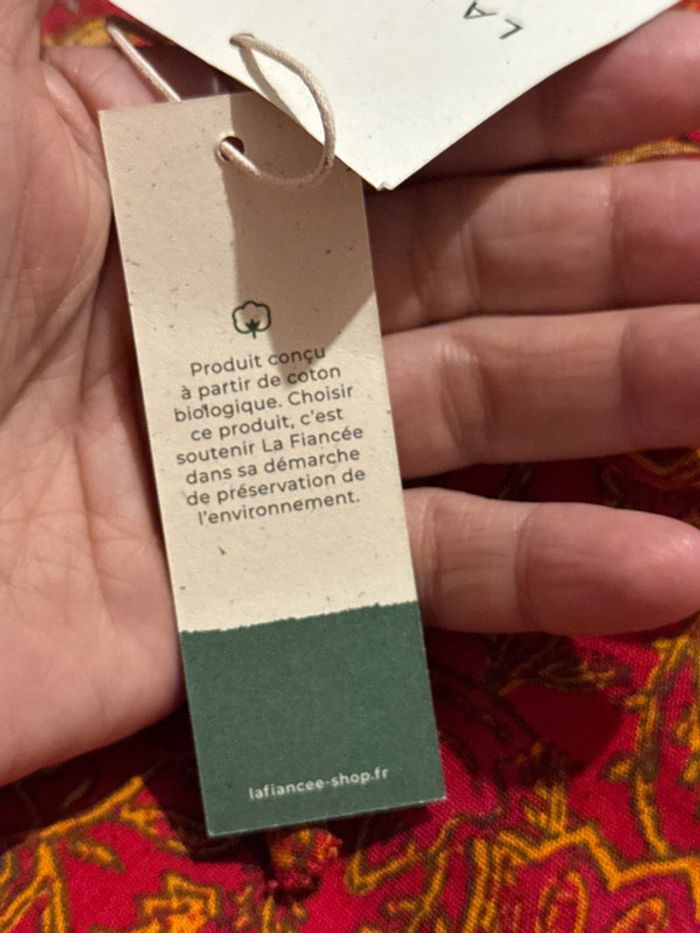 LA
Produit conçu
à partir de coton
biologique. Choisir
ce produit, c'est
soutenir La Fiancée
dans sa démarche
de préservation de
l'environnement.
lafiancee-shop.fr